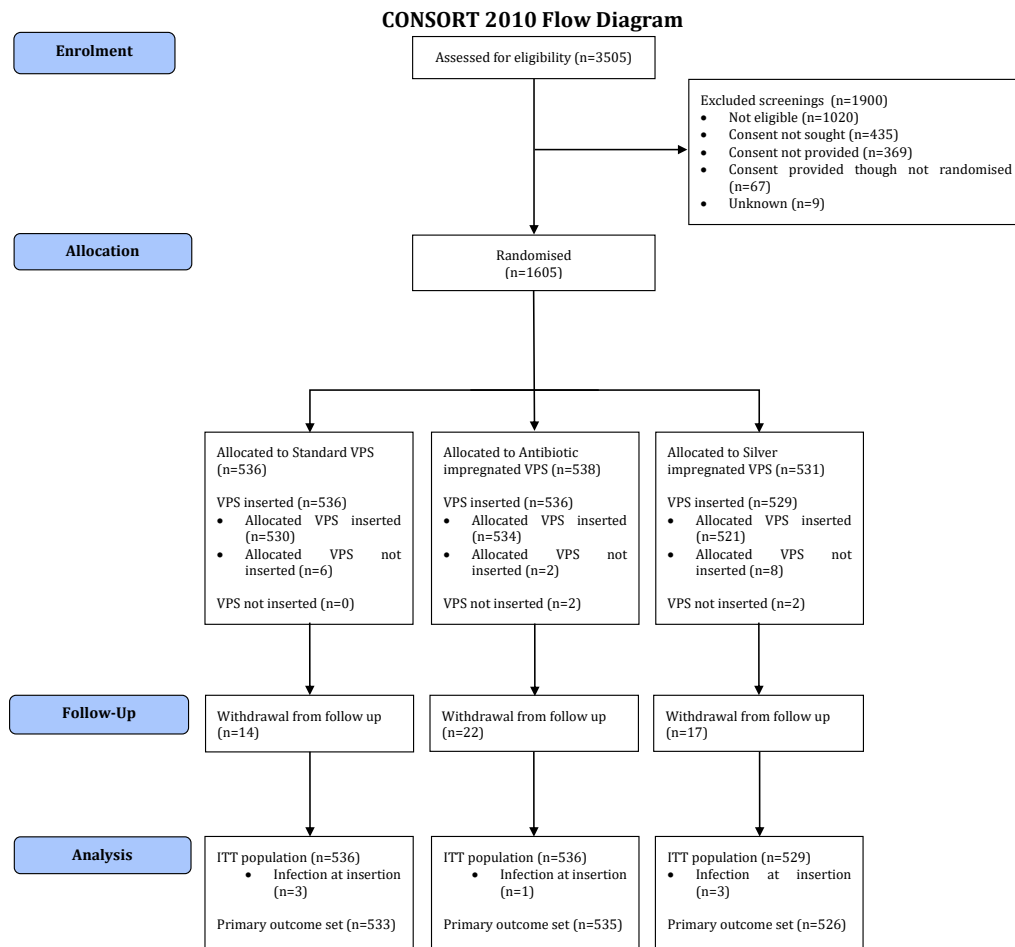 CONSORT 2010 Flow Diagram
Enrolment
Assessed for eligibility (n=3505)
Excluded screenings (n=1900)
• Not eligible (n=1020)
• Consent not sought (n=435)
• Consent not provided (n=369)
• Consent provided though not randomised
(n=67)
• Unknown (n=9)
Allocation
Randomised
(n=1605)
Allocated to Standard VPS
(n=536)
VPS inserted (n=536)
• Allocated VPS inserted
(n=530)
• Allocated VPS not
inserted (n=6)
VPS not inserted (n=0)
Allocated to Antibiotic
impregnated VPS (n=538)
VPS inserted (n=536)
• Allocated VPS inserted
(n=534)
• Allocated VPS not
inserted (n=2)
VPS not inserted (n=2)
Allocated to Silver
impregnated VPS (n=531)
VPS inserted (n=529)
• Allocated VPS inserted
(n=521)
• Allocated VPS not
inserted (n=8)
VPS not inserted (n=2)
Follow-Up
Withdrawal from follow up
(n=14)
Withdrawal from follow up
(n=22)
Withdrawal from follow up
(n=17)
Analysis
ITT population (n=536)
• Infection at insertion
(n=3)
Primary outcome set (n=533)
ITT population (n=536)
• Infection at insertion
(n=1)
Primary outcome set (n=535)
ITT population (n=529)
• Infection at insertion
(n=3)
Primary outcome set (n=526)